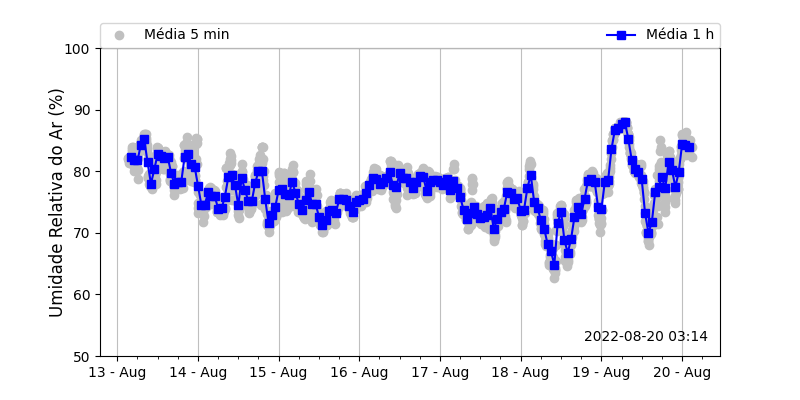 Média 5 min
Média 1 h
Umidade Relativa do Ar (%)
100
90
80
70
60
50
2022-08-20 03:14
13 - Aug
14 - Aug
15 - Aug
16 - Aug
17 - Aug
18 - Aug
19 - Aug
20 - Aug